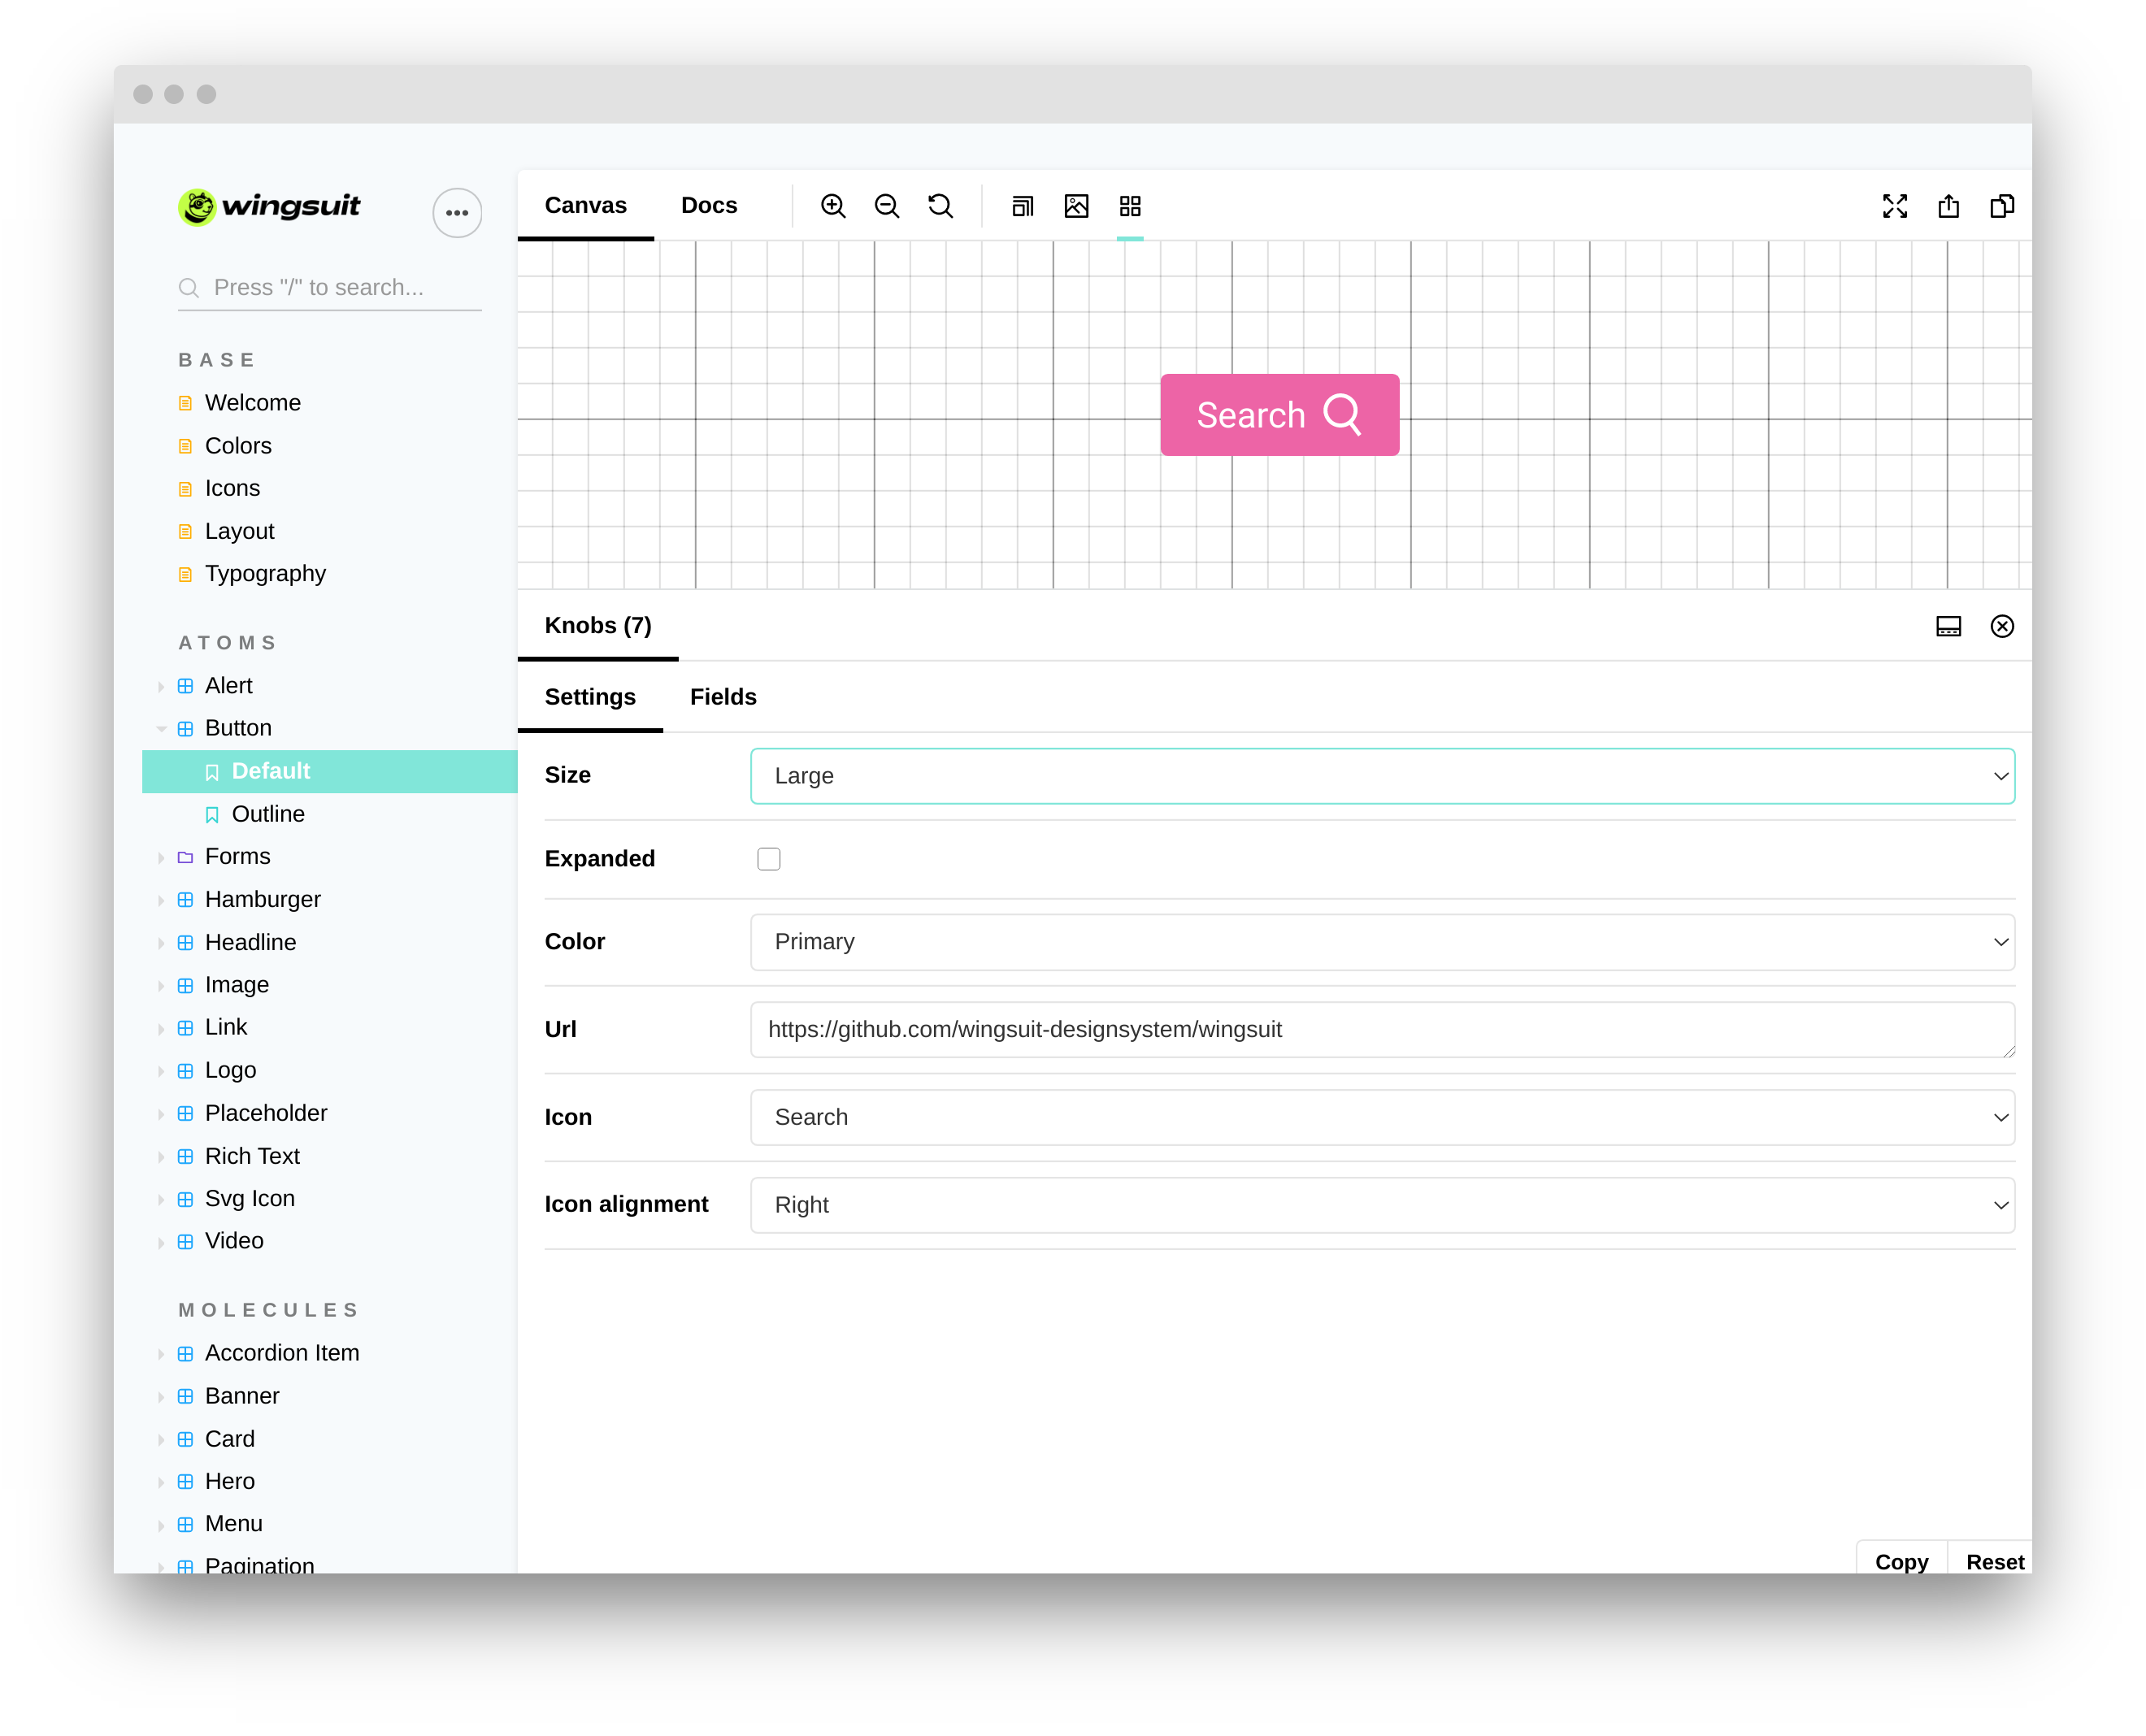 wingsuit
Press "/" to search...
BASE
Welcome
Colors
Icons
Layout
Typography
ATOMS
Alert
Button
Default
Outline
Forms
Hamburger
Headline
Image
Link
Logo
Placeholder
Rich Text
Svg Icon
Video
MOLECULES
Accordion Item
Banner
Card
Hero
Menu
Pagination
Canvas Docs
Search
Knobs (7)
Settings Fields
Size Large
Expanded
Color Primary
Url https://github.com/wingsuit-designsystem/wingsuit
Icon Search
Icon alignment Right
Copy Reset